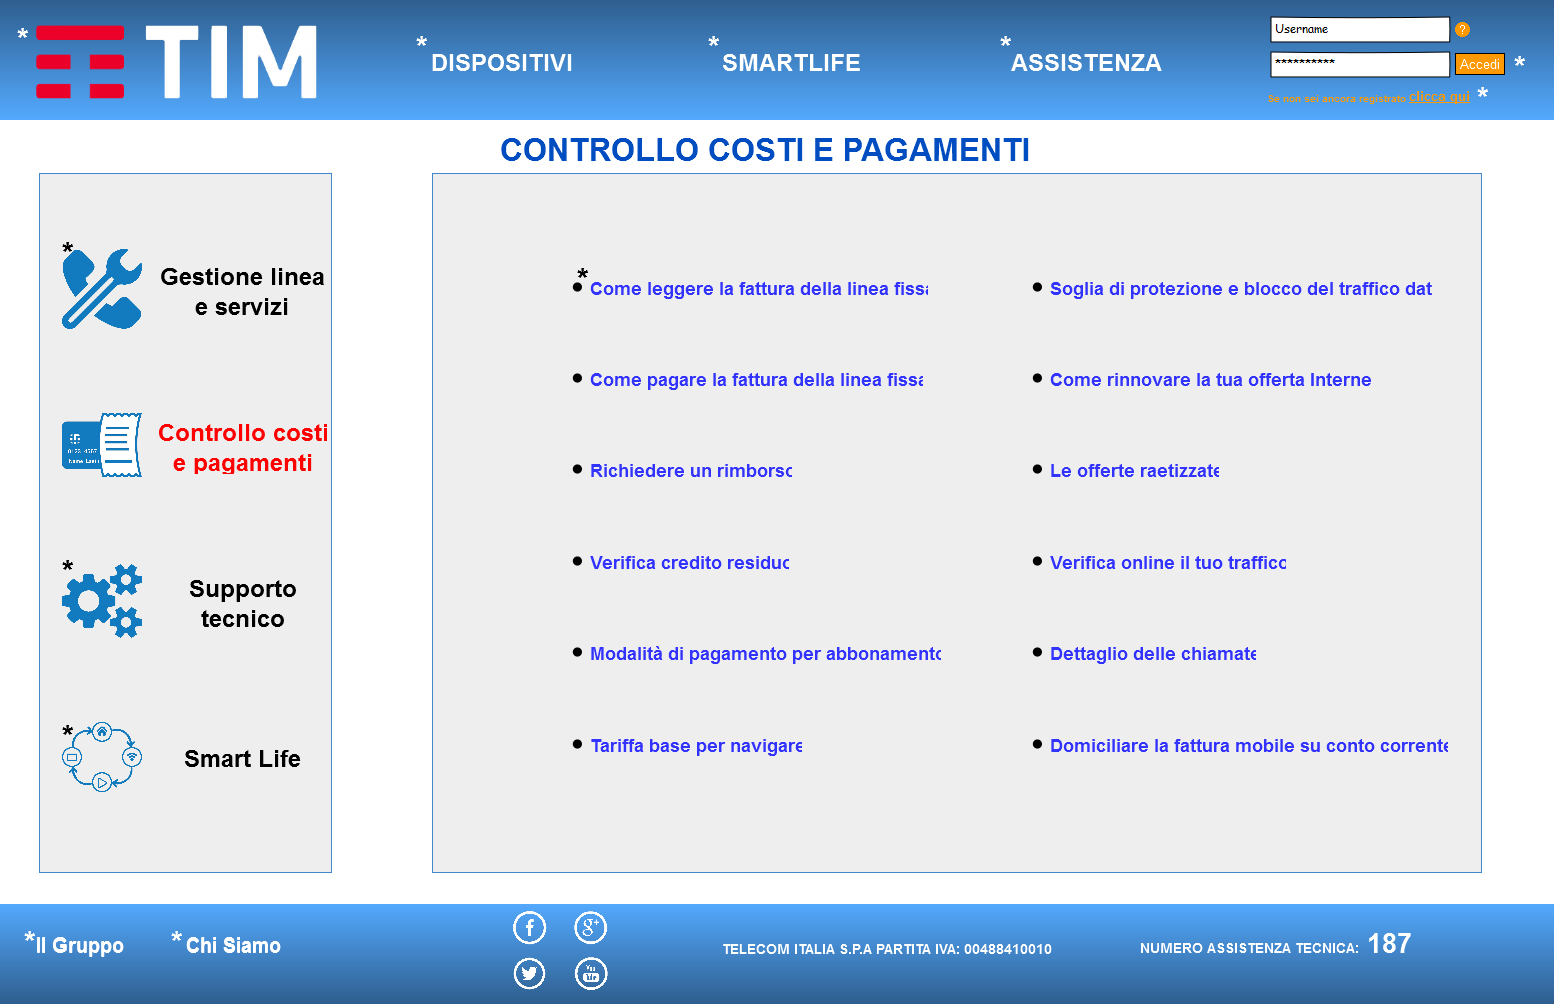 * TIM
* DISPOSITIVI
* SMARTLIFE
* ASSISTENZA
Username
?
**********
Accedi *
Se non sei ancora registrato clicca qui *
CONTROLLO COSTI E PAGAMENTI
*
Gestione linea
e servizi
Controllo costi
e pagamenti
*
Supporto
tecnico
*
Smart Life
*
• Come leggere la fattura della linea fissa
• Soglia di protezione e blocco del traffico dat
• Come pagare la fattura della linea fissa
• Come rinnovare la tua offerta Interne
• Richiedere un rimborso
• Le offerte raetizzate
• Verifica credito residuo
• Verifica online il tuo traffico
• Modalità di pagamento per abbonamento
• Dettaglio delle chiamate
• Tariffa base per navigare
• Domiciliare la fattura mobile su conto corrente
*Il Gruppo
* Chi Siamo
f
g+
You
Tube
TELECOM ITALIA S.P.A PARTITA IVA: 00488410010
NUMERO ASSISTENZA TECNICA: 187